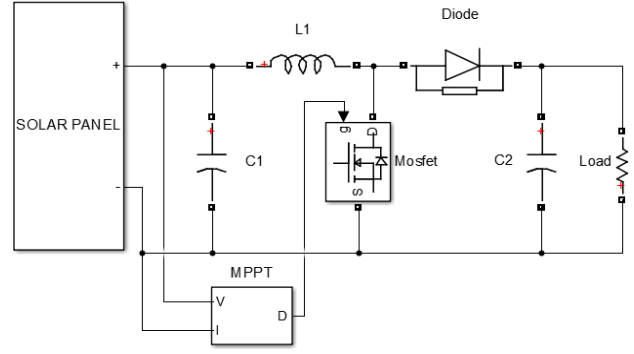 Diode
L1
+
SOLAR PANEL
-
+
+
C1
g
D
S
Mosfet
+
C2
Load
+
MPPT
V
I
D